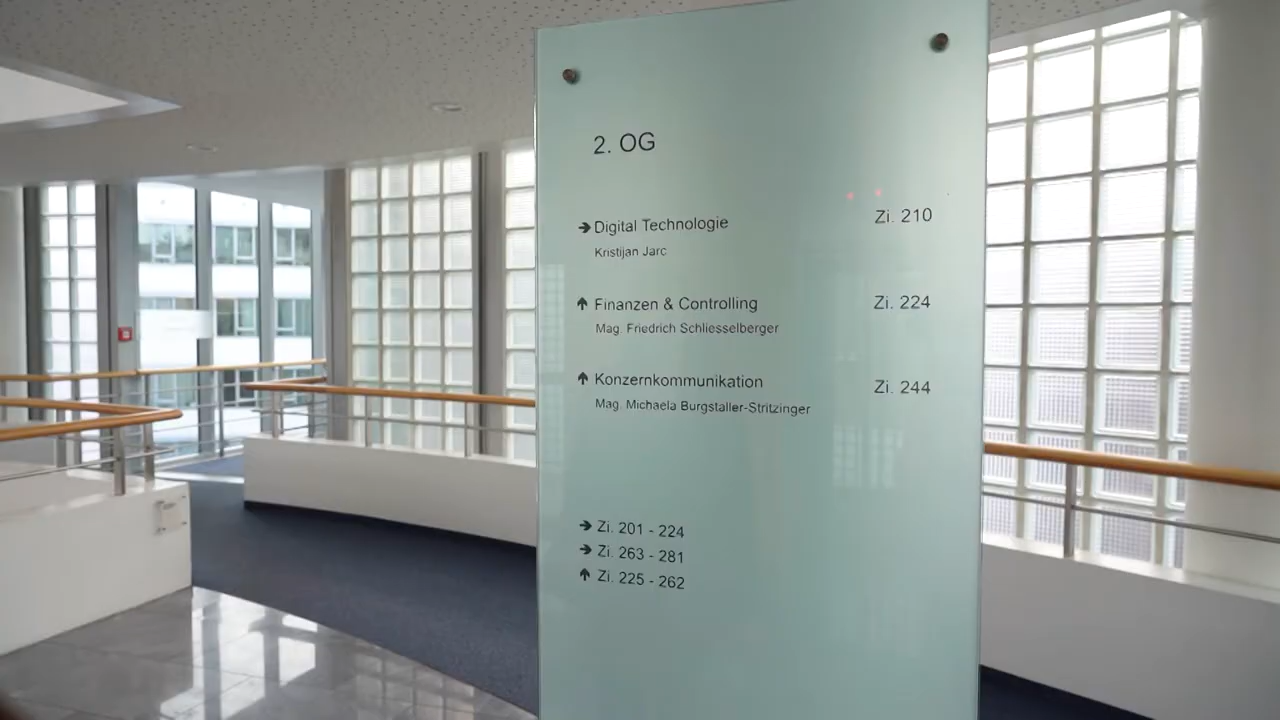 2. OG
➔ Digital Technologie Zi. 210
Kristijan Jarc
↑ Finanzen & Controlling Zi. 224
Mag. Friedrich Schliesselberger
↑ Konzernkommunikation Zi. 244
Mag. Michaela Burgstaller-Stritzinger
➔ Zi. 201 - 224
➔ Zi. 263 - 281
↑ Zi. 225 - 262